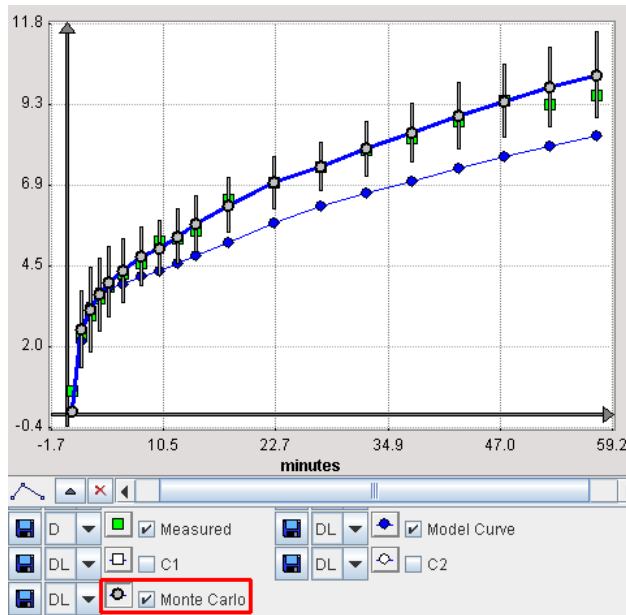 11.8
9.3
6.9
4.5
2.0
-0.4
-1.7 10.5 22.7 34.9 47.0 59.2
minutes
D Measured DL Model Curve
DL C1 DL C2
DL Monte Carlo